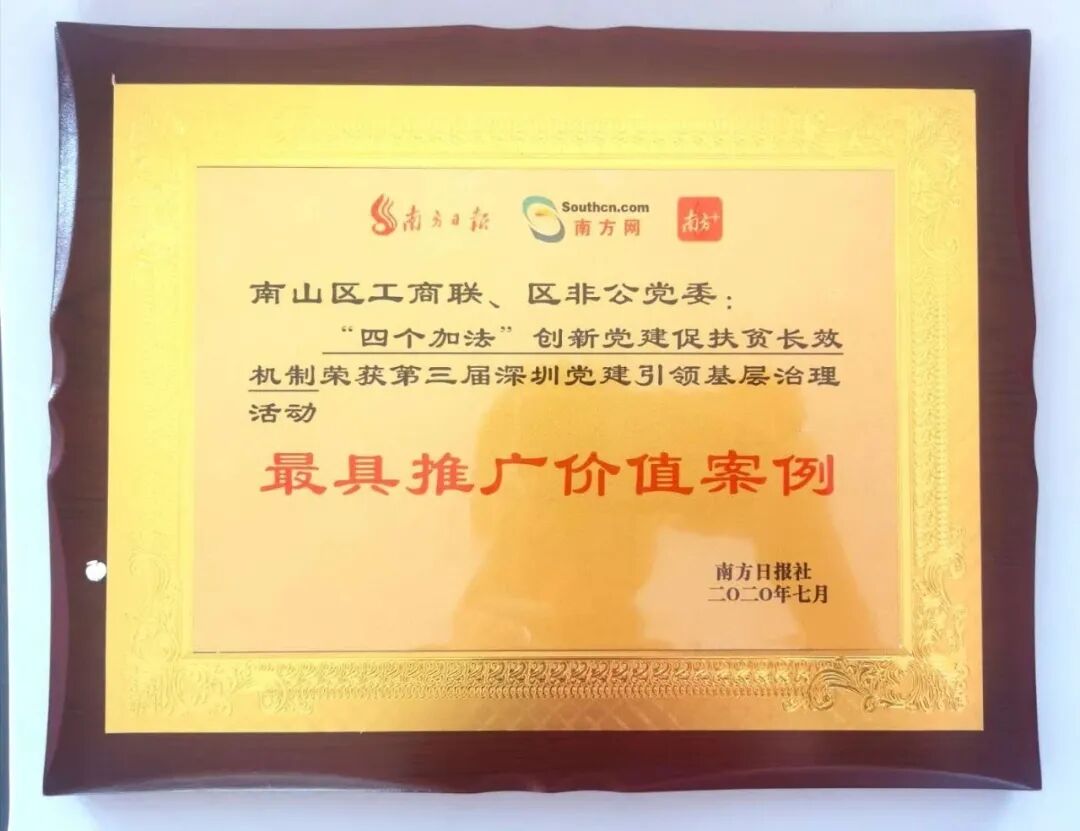 南方日报
Southcn.com
南方网
南方+
南山区工商联、区非公党委：
“四个加法”创新党建促扶贫长效
机制荣获第三届深圳党建引领基层治理
活动
最具推广价值案例
南方日报社
二〇二〇年七月